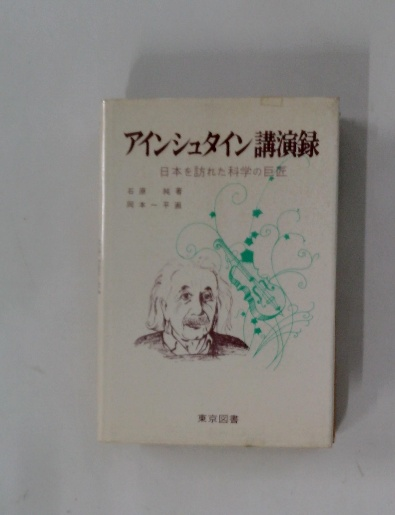 アインシュタイン講演録
日本を訪れた科学の巨匠
石原 純著
岡本一平画
東京図書